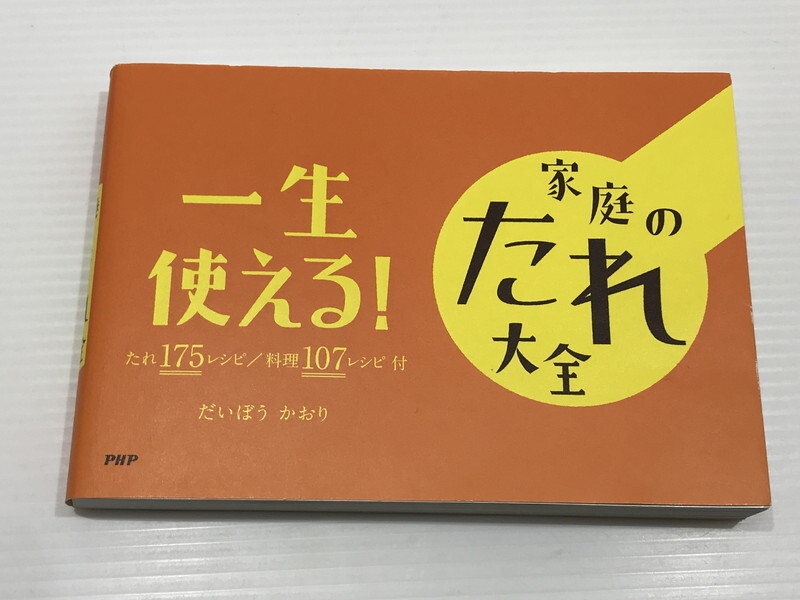 一生
使える!
たれ175レシピ/料理107レシピ付
だいぼう かおり
PHP
家庭の
たれ
大全